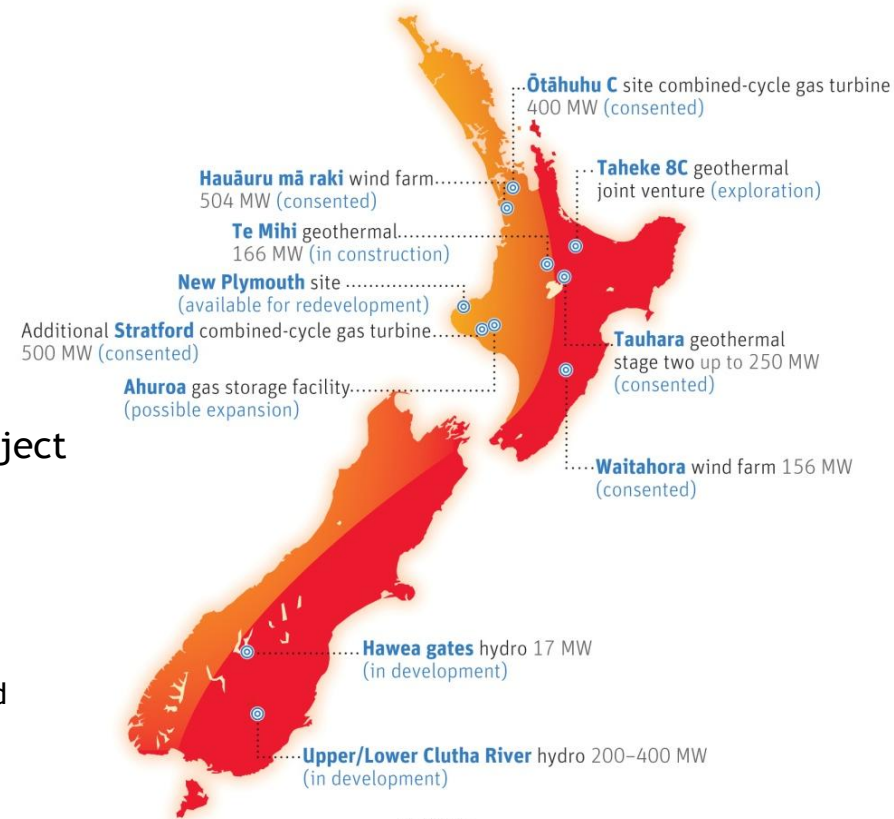 Ōtāhuhu C site combined-cycle gas turbine
400 MW (consented)
Taheke 8C geothermal
joint venture (exploration)
Hauāuru mā raki wind farm
504 MW (consented)
Te Mihi geothermal
166 MW (in construction)
New Plymouth site
(available for redevelopment)
Additional Stratford combined-cycle gas turbine
500 MW (consented)
Ahuroa gas storage facility
(possible expansion)
Tauhara geothermal
stage two up to 250 MW
(consented)
ject
Waitahora wind farm 156 MW
(consented)
Hawea gates hydro 17 MW
(in development)
d
Upper/Lower Clutha River hydro 200–400 MW
(in development)